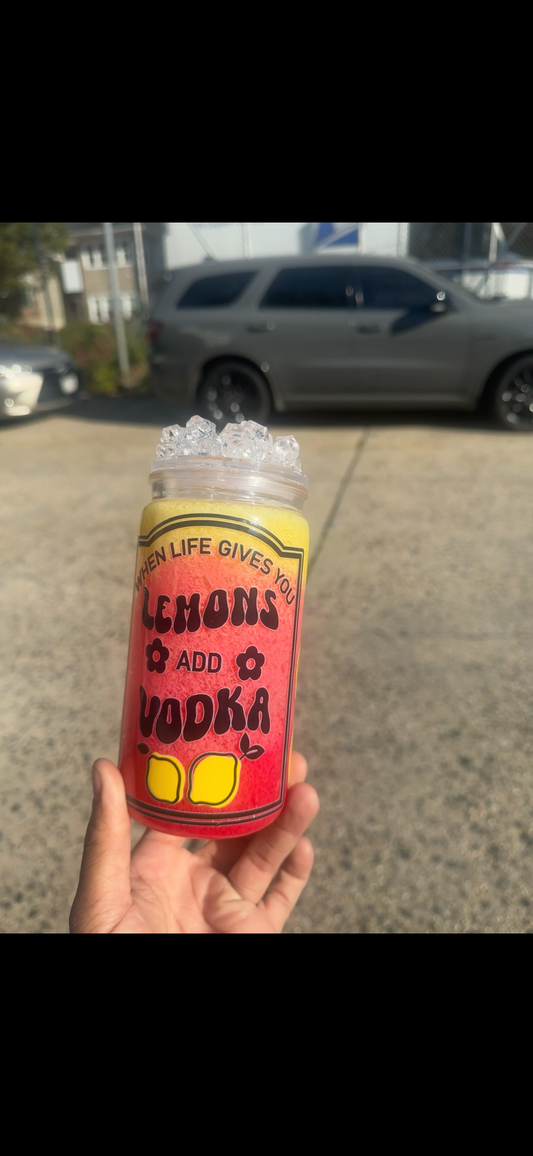 WHEN LIFE GIVES YOU
LEMONS
ADD
VODKA